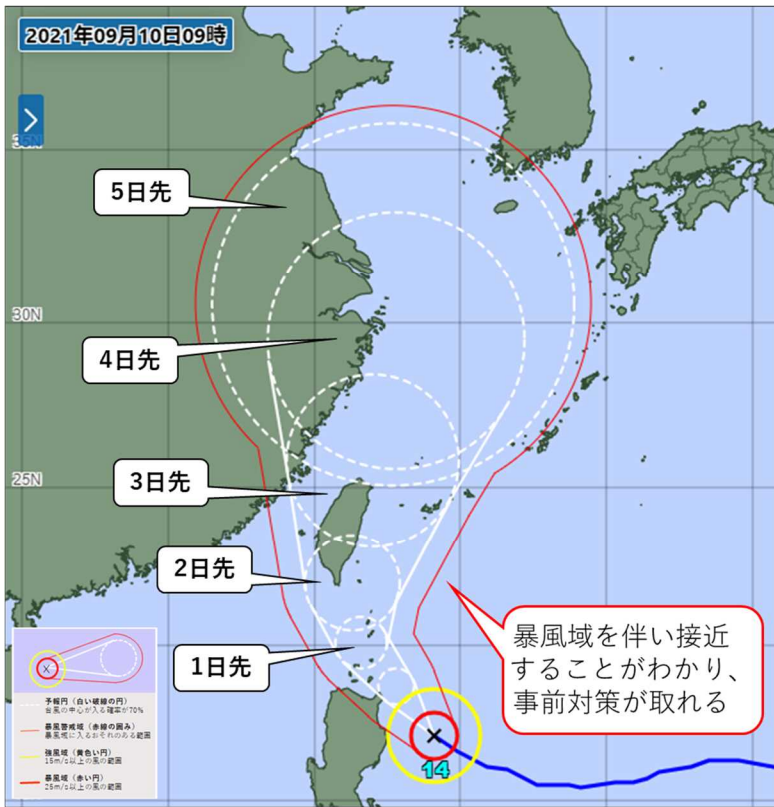 2021年09月10日09時
35N
5日先
30N
4日先
25N
3日先
2日先
1日先
暴風域を伴い接近
することがわかり、
事前対策が取れる
14
予報円（白い破線の円）
台風の中心が入る確率が70%
暴風警戒域（赤線の囲み）
暴風域に入るおそれのある範囲
強風域（黄色い円）
15m/s以上の風の範囲
暴風域（赤い円）
25m/s以上の風の範囲